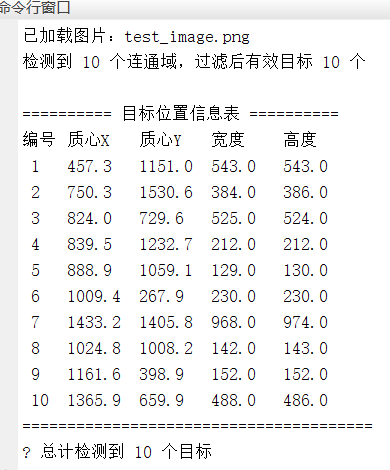 命令行窗口
已加载图片：test_image.png
检测到 10 个连通域，过滤后有效目标 10 个
========== 目标位置信息表 ==========
编号 质心X 质心Y 宽度 高度
1 457.3 1151.0 543.0 543.0
2 750.3 1530.6 384.0 386.0
3 824.0 729.6 525.0 524.0
4 839.5 1232.7 212.0 212.0
5 888.9 1059.1 129.0 130.0
6 1009.4 267.9 230.0 230.0
7 1433.2 1405.8 968.0 974.0
8 1024.8 1008.2 142.0 143.0
9 1161.6 398.9 152.0 152.0
10 1365.9 659.9 488.0 486.0
=======================================
? 总计检测到 10 个目标